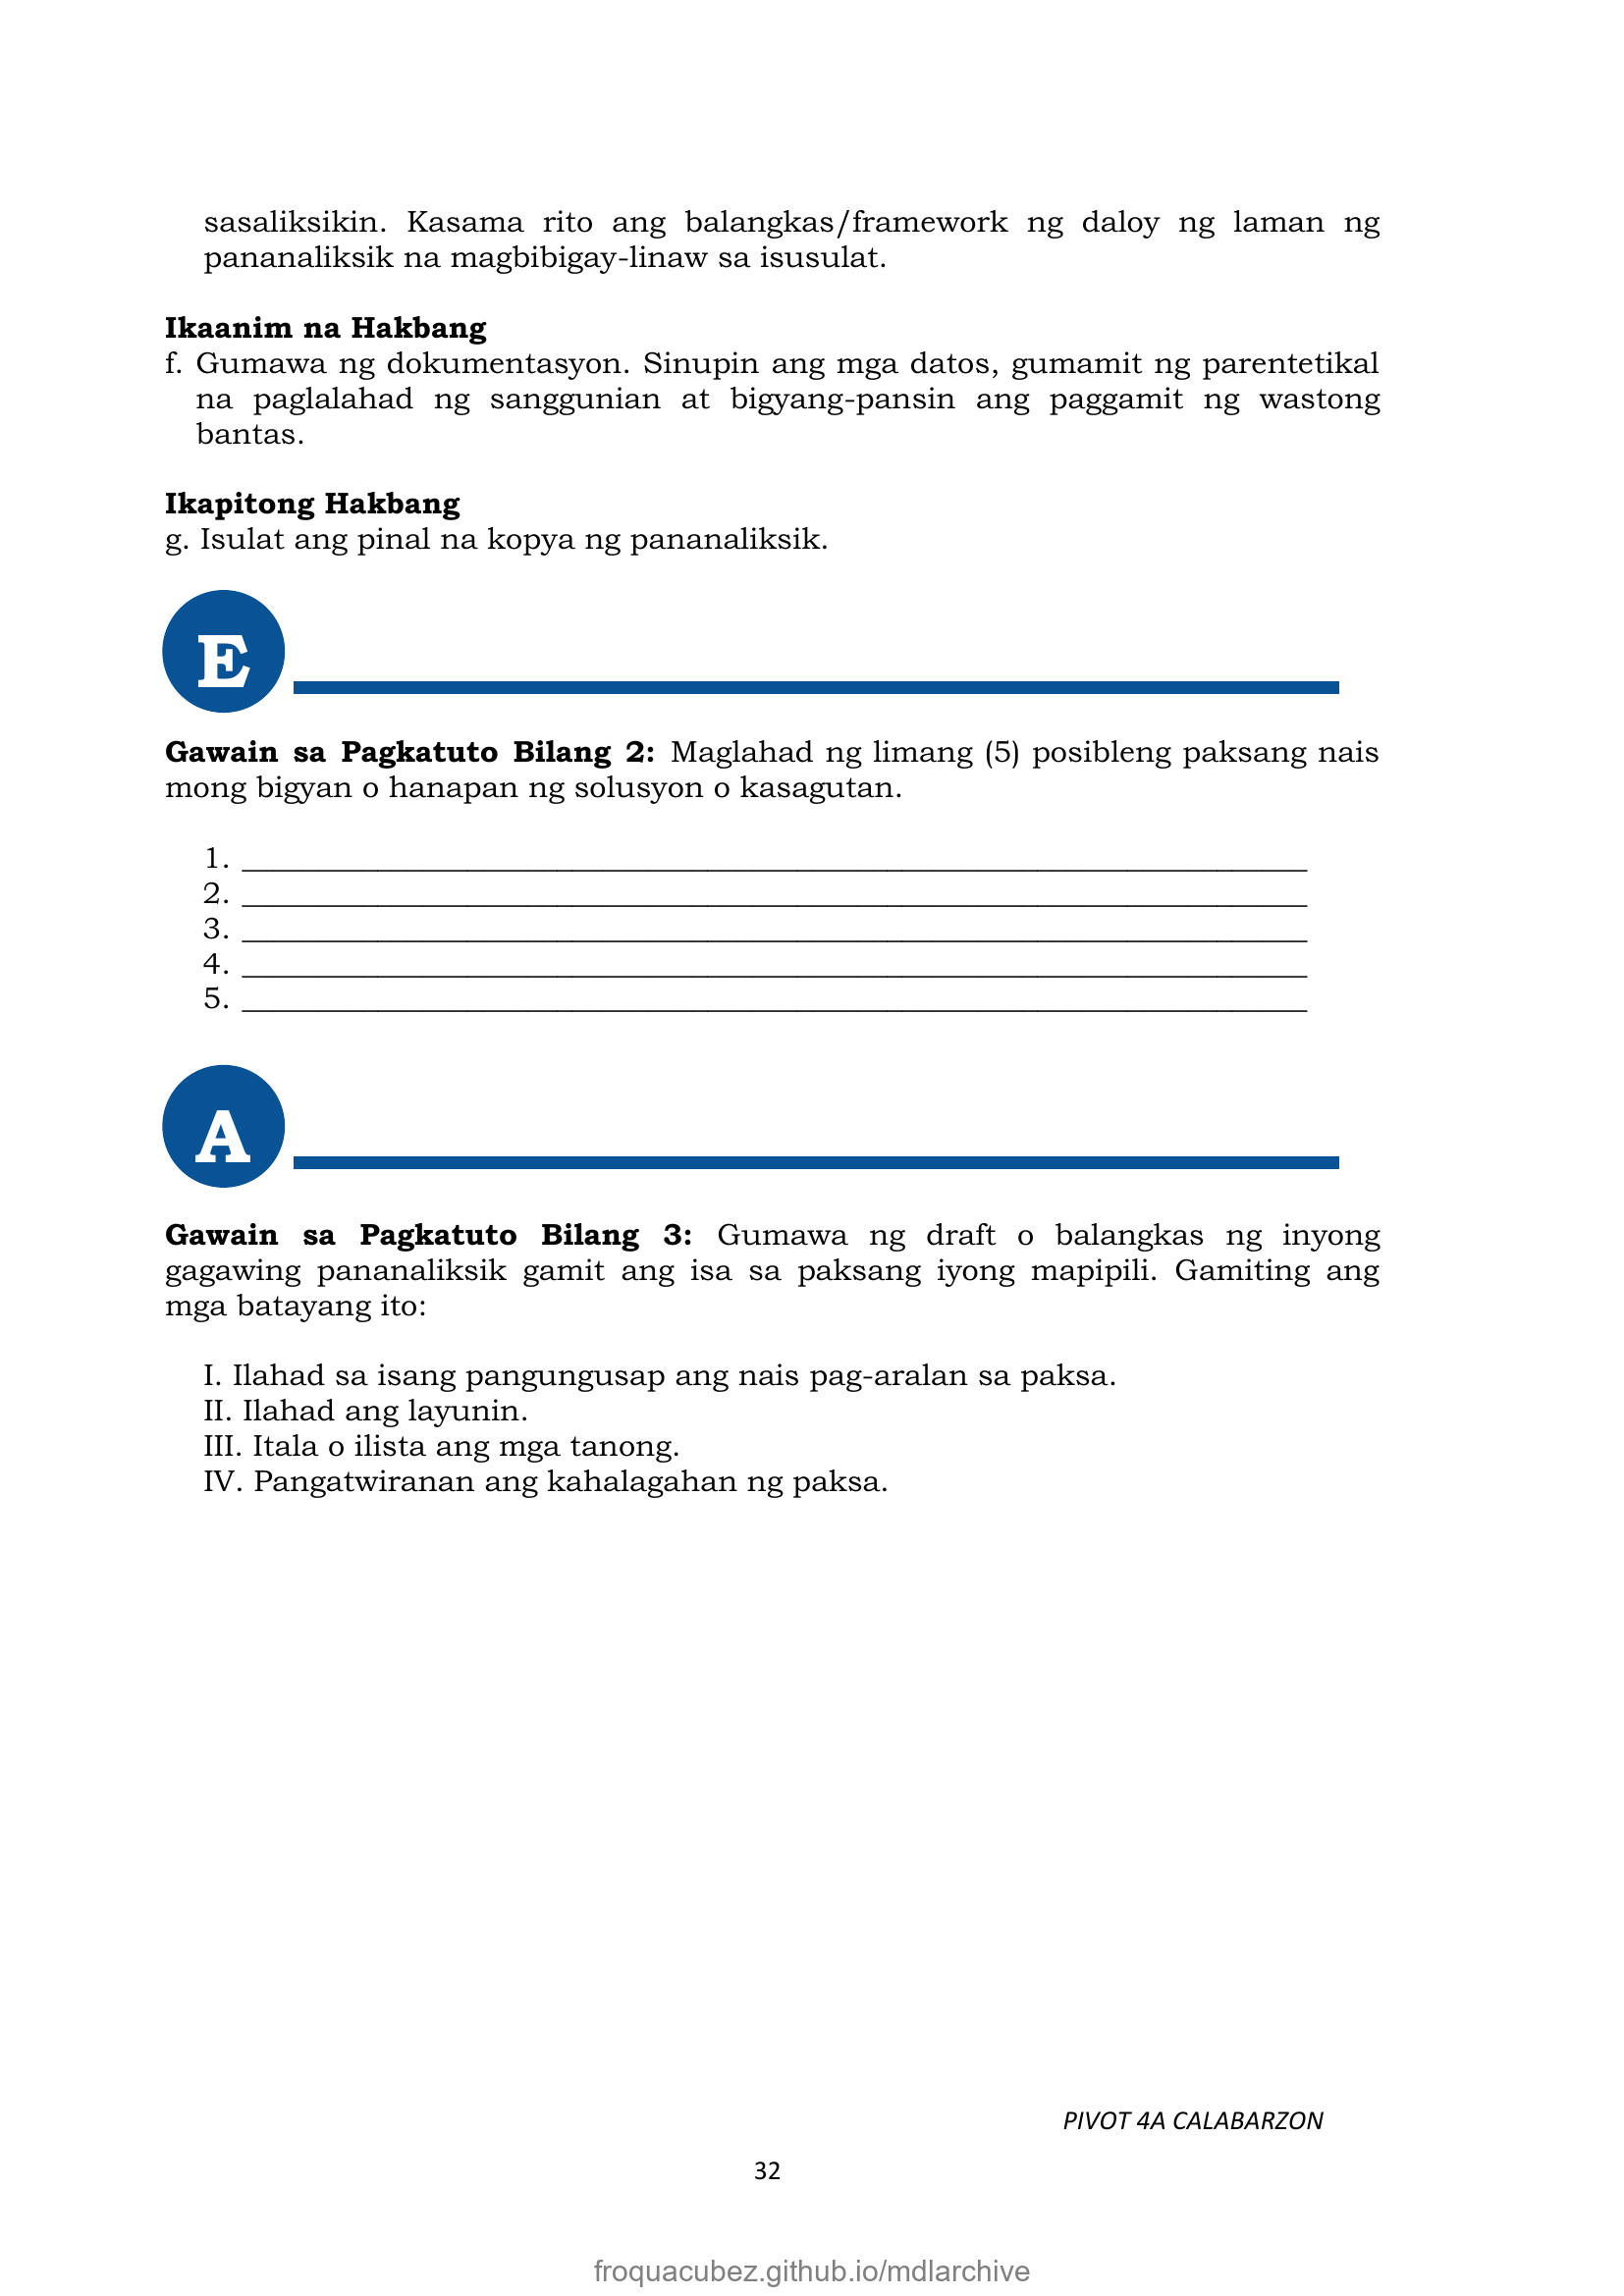 sasaliksikin. Kasama rito ang balangkas/framework ng daloy ng laman ng
pananaliksik na magbibigay-linaw sa isusulat.
Ikaanim na Hakbang
f. Gumawa ng dokumentasyon. Sinupin ang mga datos, gumamit ng parentetikal
na paglalahad ng sanggunian at bigyang-pansin ang paggamit ng wastong
bantas.
Ikapitong Hakbang
g. Isulat ang pinal na kopya ng pananaliksik.
E
Gawain sa Pagkatuto Bilang 2: Maglahad ng limang (5) posibleng paksang nais
mong bigyan o hanapan ng solusyon o kasagutan.
1. ______________________________________________
2. ______________________________________________
3. ______________________________________________
4. ______________________________________________
5. ______________________________________________
A
Gawain sa Pagkatuto Bilang 3: Gumawa ng draft o balangkas ng inyong
gagawing pananaliksik gamit ang isa sa paksang iyong mapipili. Gamiting ang
mga batayang ito:
I. Ilahad sa isang pangungusap ang nais pag-aralan sa paksa.
II. Ilahad ang layunin.
III. Itala o ilista ang mga tanong.
IV. Pangatwiranan ang kahalagahan ng paksa.
PIVOT 4A CALABARZON
32
froquacubez.github.io/mdlarchive